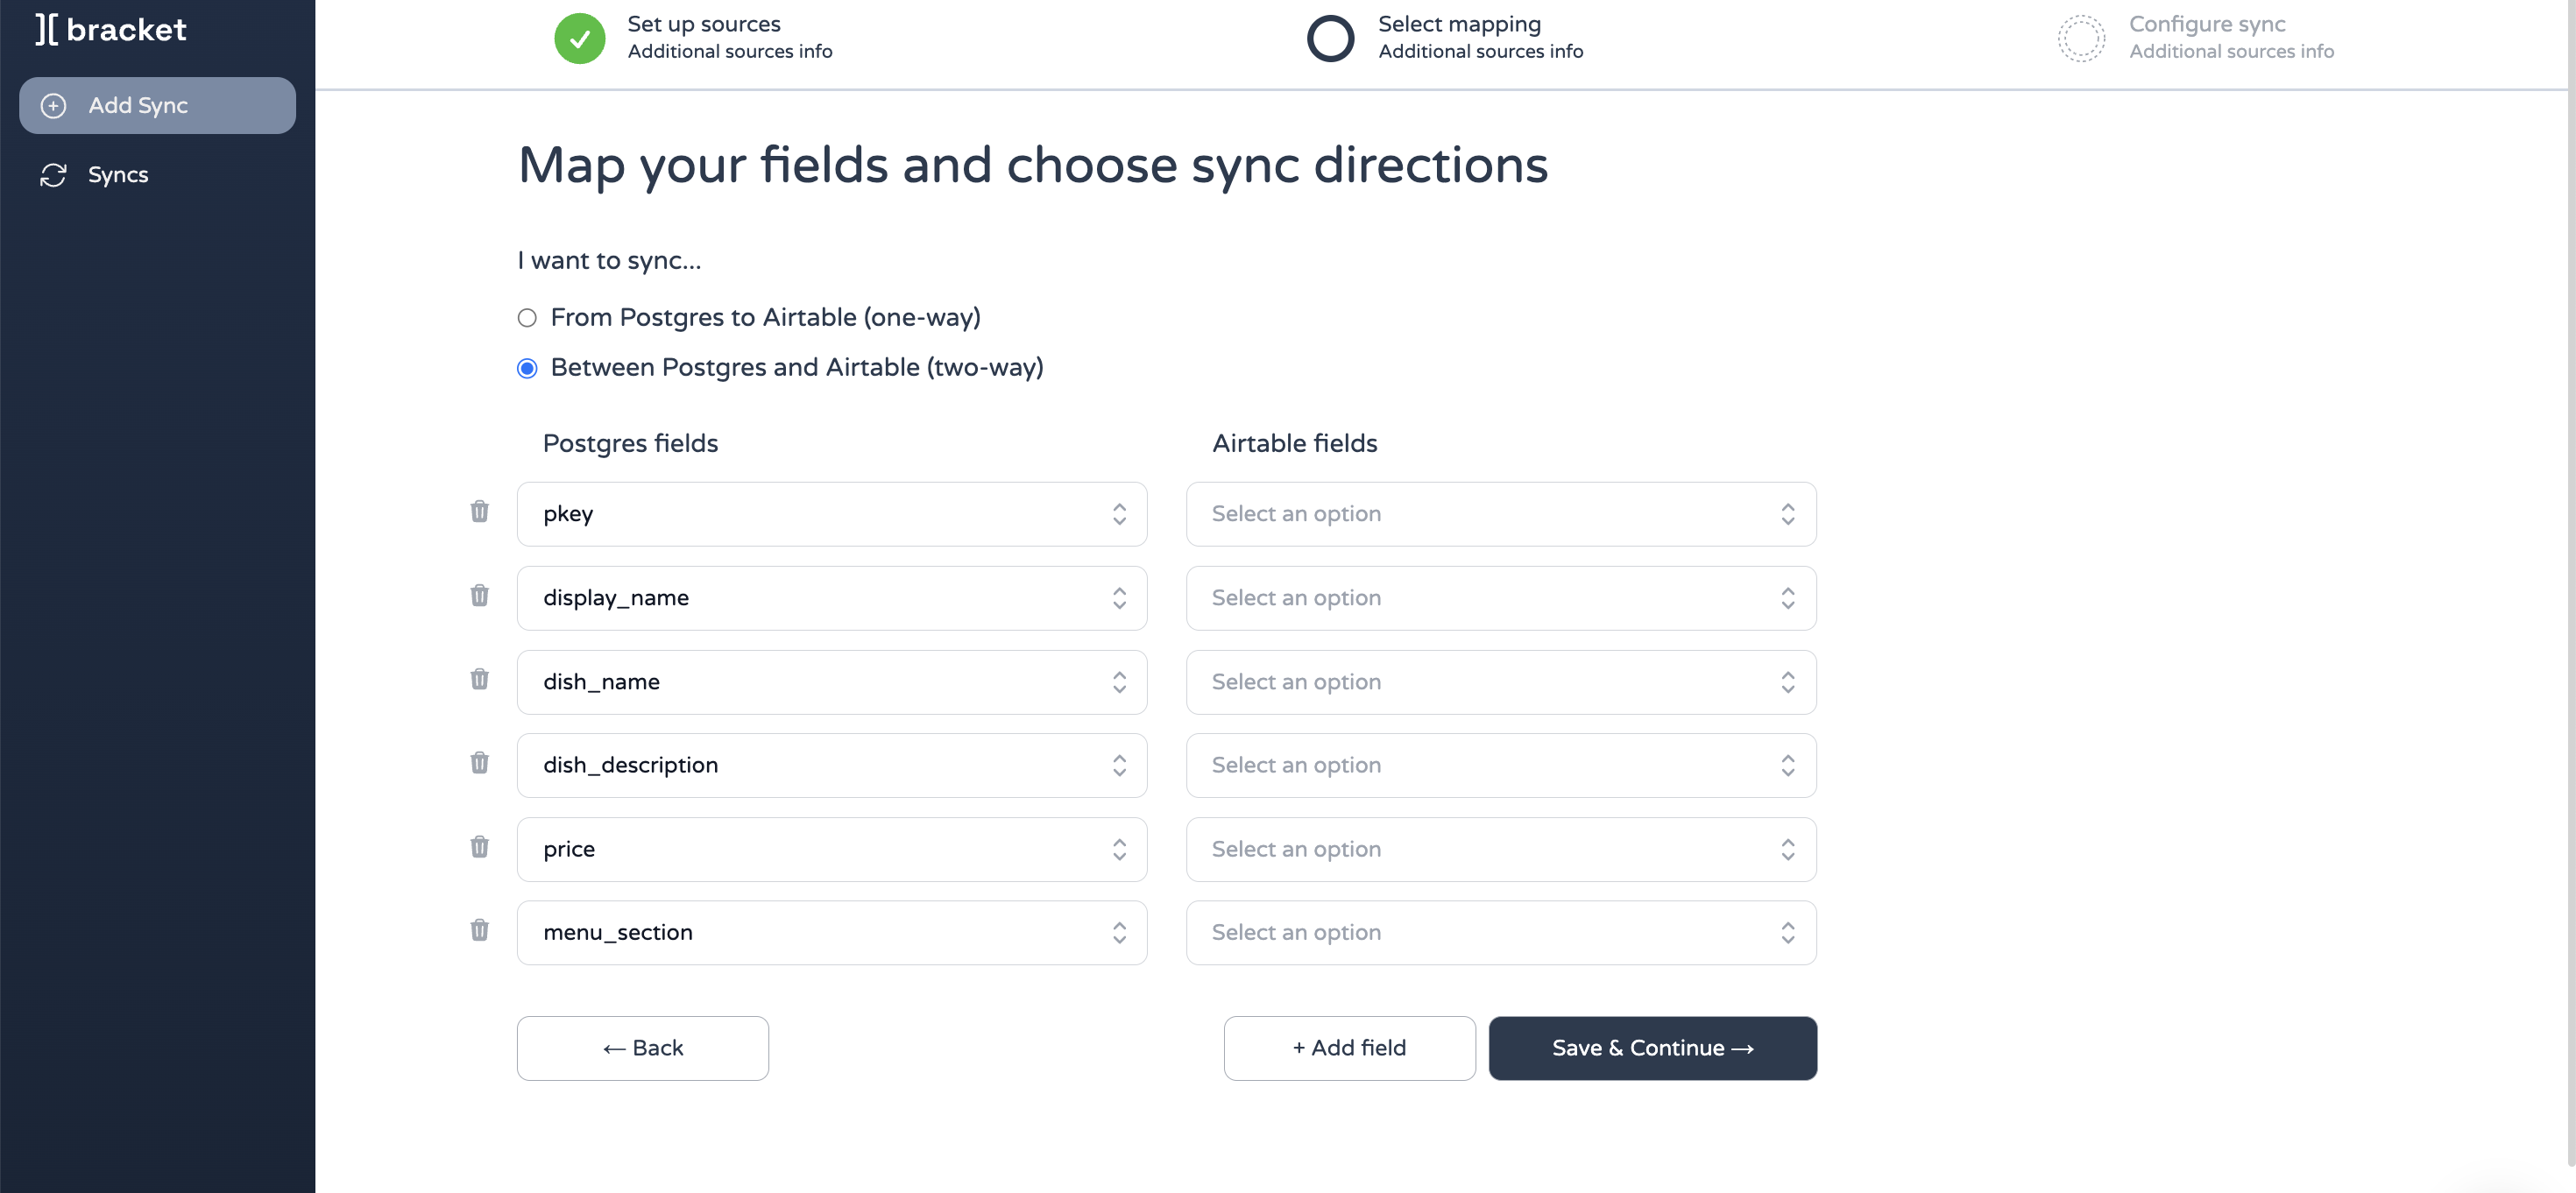 ][ bracket
Add Sync
Syncs
Set up sources
Additional sources info
Select mapping
Additional sources info
Configure sync
Additional sources info
Map your fields and choose sync directions
I want to sync...
From Postgres to Airtable (one-way)
Between Postgres and Airtable (two-way)
Postgres fields Airtable fields
pkey Select an option
display_name Select an option
dish_name Select an option
dish_description Select an option
price Select an option
menu_section Select an option
← Back + Add field Save & Continue →